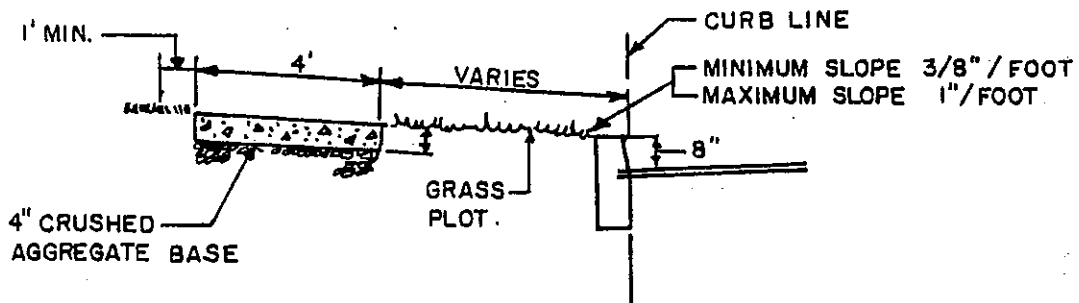 CURB LINE
1' MIN.
4'
VARIES
MINIMUM SLOPE 3/8"/FOOT
MAXIMUM SLOPE 1"/FOOT
8"
GRASS
PLOT.
4" CRUSHED
AGGREGATE BASE